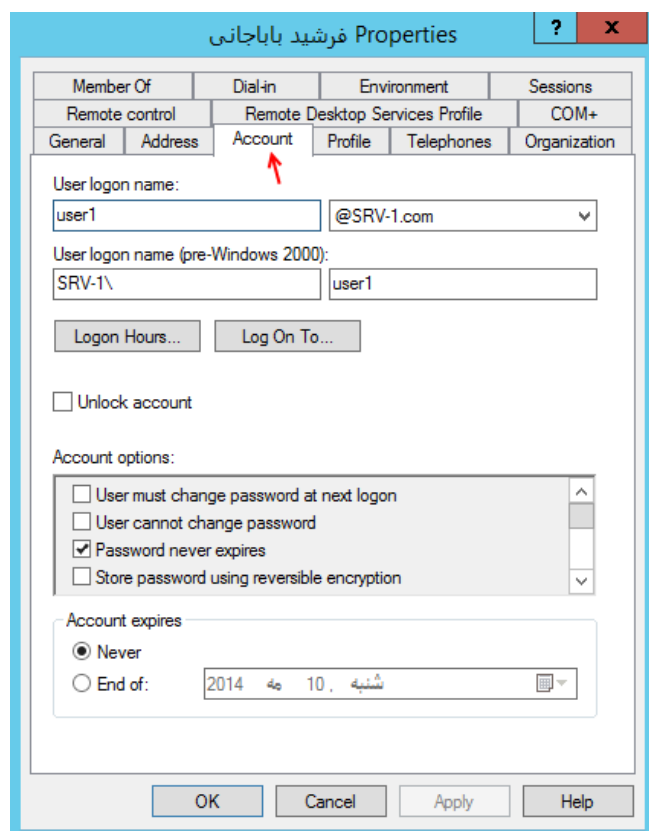 فرشید باباجانی Properties
? x
Member Of Dial-in Environment Sessions
Remote control Remote Desktop Services Profile COM+
General Address Account Profile Telephones Organization
User logon name:
user1 @SRV-1.com
User logon name (pre-Windows 2000):
SRV-1\ user1
Logon Hours... Log On To...
Unlock account
Account options:
User must change password at next logon
User cannot change password
Password never expires
Store password using reversible encryption
Account expires
Never
End of: شنبه , 10 مه 2014
OK Cancel Apply Help